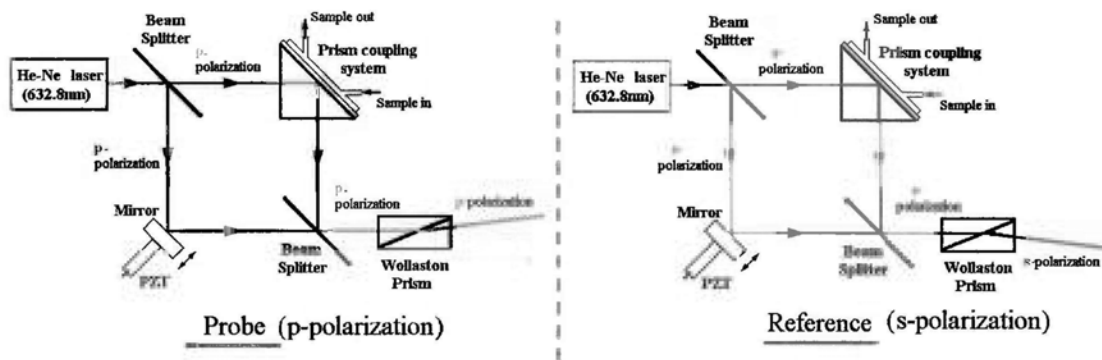 Beam
Splitter
Sample out
Prism coupling
system
p-
polarization
He-Ne laser
(632.8nm)
Sample in
p-
polarization
p-
polarization
p-polarization
Mirror
PZT
Beam
Splitter
Wollaston
Prism
Probe (p-polarization)
Beam
Splitter
Sample out
Prism coupling
system
polarization
He-Ne laser
(632.8nm)
Sample in
polarization
polarization
Mirror
PZT
Beam
Splitter
Wollaston
Prism
s-polarization
Reference (s-polarization)